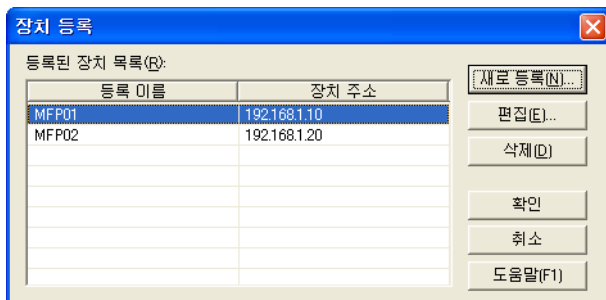 장치 등록
등록된 장치 목록(R):
등록 이름 장치 주소
MFP01 192.168.1.10
MFP02 192.168.1.20
새로 등록(N)...
편집(E)...
삭제(D)
확인
취소
도움말(F1)